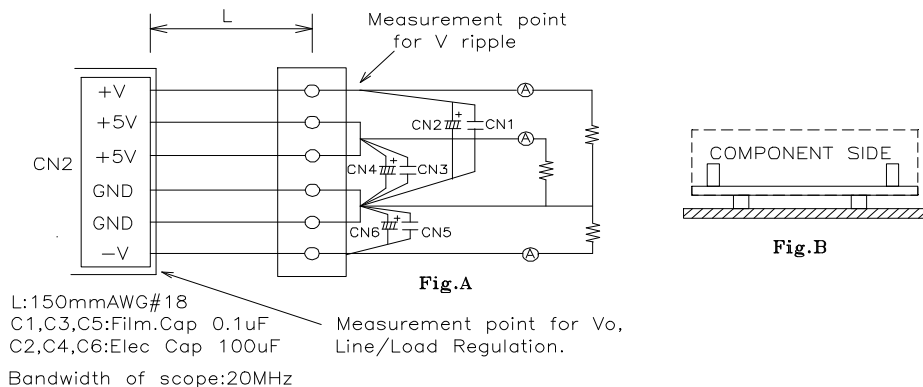 L
Measurement point
for V ripple
+V
+5V
+5V
GND
GND
−V
CN2
A
+
CN2
CN1
A
+
CN4
CN3
+
CN6
CN5
A
Fig.A
COMPONENT SIDE
Fig.B
L:150mmAWG#18
C1,C3,C5:Film.Cap 0.1uF
C2,C4,C6:Elec Cap 100uF
Bandwidth of scope:20MHz
Measurement point for Vo,
Line/Load Regulation.